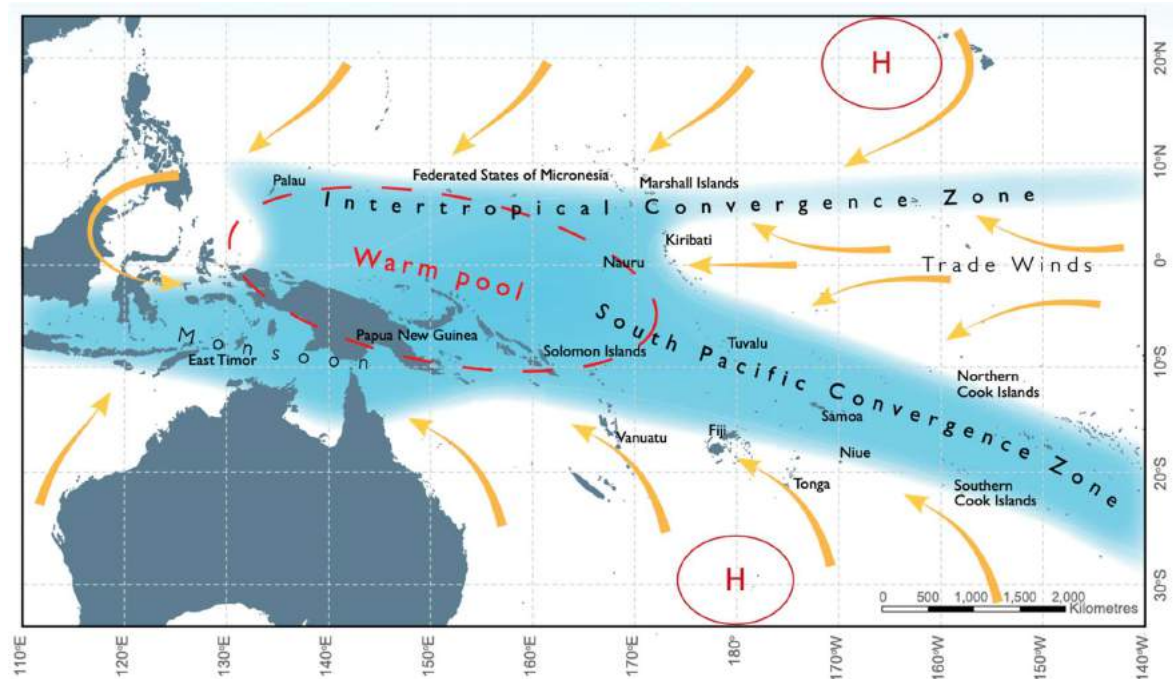 H
20°N
10°N
Palau
Federated States of Micronesia
Marshall Islands
Intertropical Convergence Zone
Kiribati
Warm pool
Nauru
Trade Winds
0°
South Pacific Convergence Zone
Monsoon
East Timor
Papua New Guinea
Solomon Islands
Tuvalu
Northern
Cook Islands
10°S
Samoa
Vanuatu
Fiji
Niue
Tonga
Southern
Cook Islands
20°S
H
30°S
0 500 1,000 1,500 2,000
Kilometres
110°E 120°E 130°E 140°E 150°E 160°E 170°E 180° 170°W 160°W 150°W 140°W